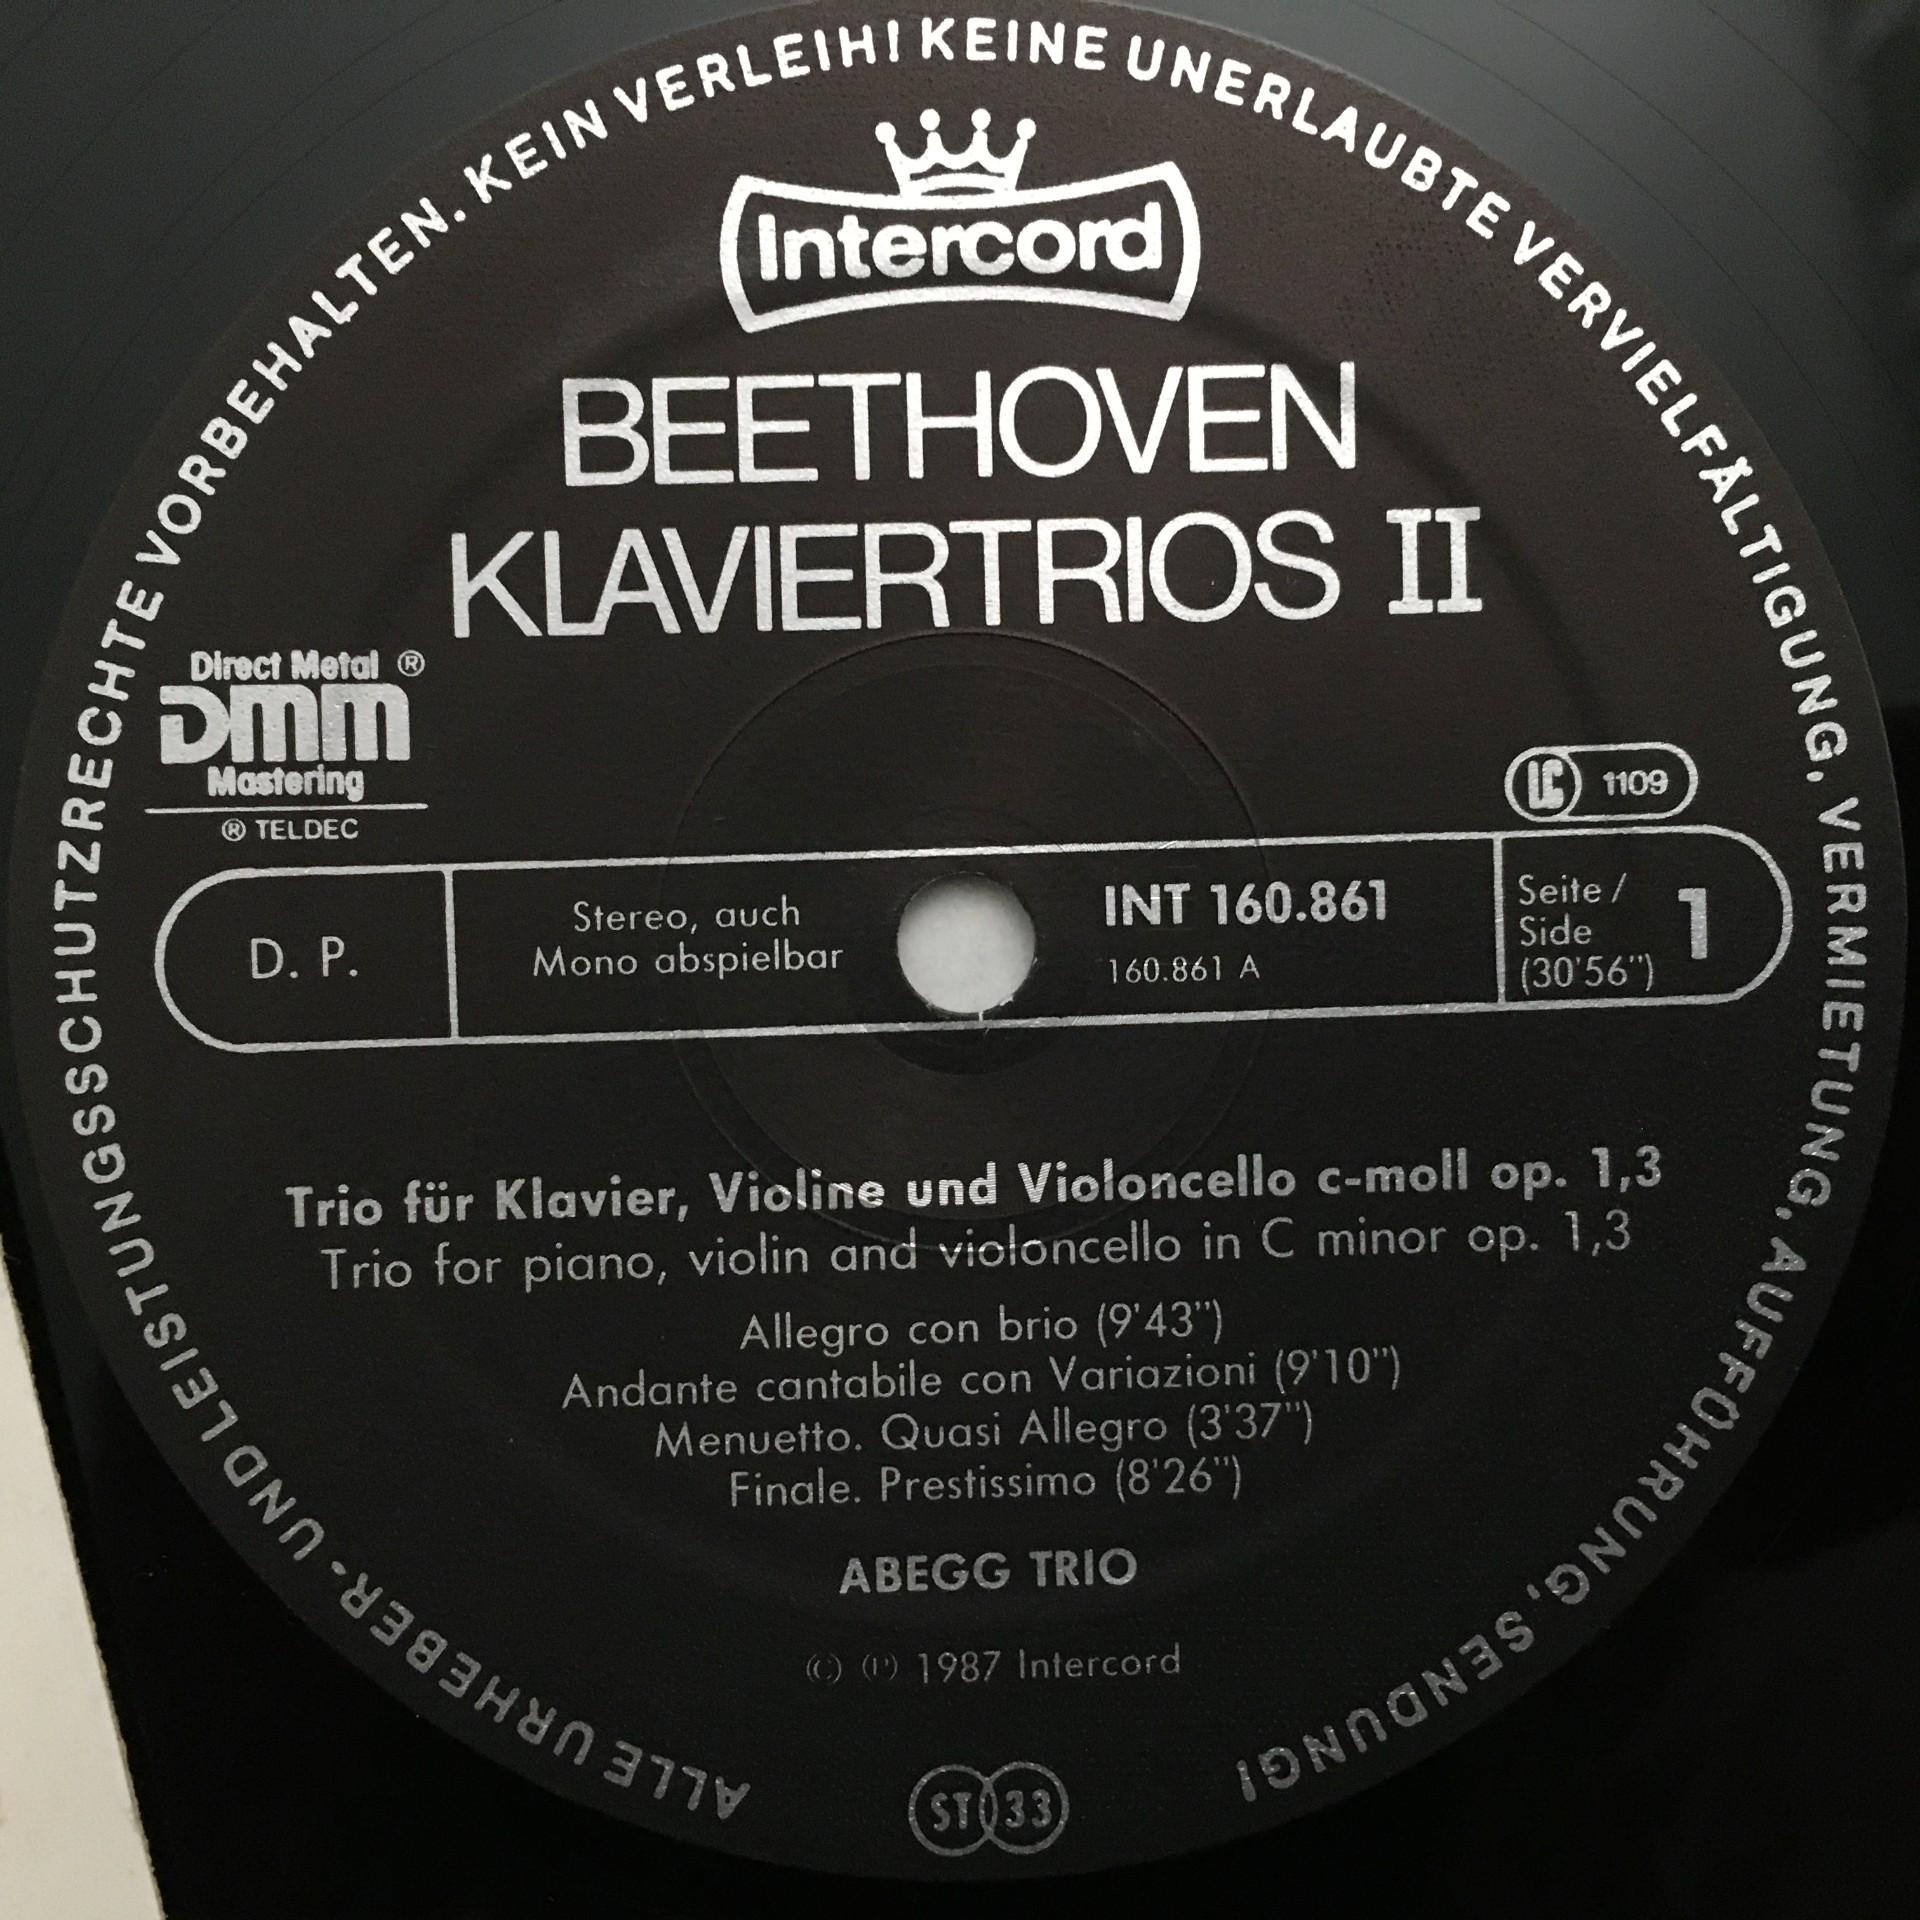 ALLE URHEBER- UND LEISTUNGSSCHUTZRECHTE VORBEHALTEN. KEIN VERLEIH! KEINE UNERLAUBTE VERVIELFÄLTIGUNG, VERMIETUNG, AUFFÜHRUNG, SENDUNG!
Intercord
BEETHOVEN
KLAVIERTRIOS II
Direct Metal ®
DMM
Mastering
® TELDEC
LC 1109
D. P.
Stereo, auch
Mono abspielbar
INT 160.861
160.861 A
Seite /
Side
(30'56")
1
Trio für Klavier, Violine und Violoncello c-moll op. 1,3
Trio for piano, violin and violoncello in C minor op. 1,3
Allegro con brio (9'43")
Andante cantabile con Variazioni (9'10")
Menuetto. Quasi Allegro (3'37")
Finale. Prestissimo (8'26")
ABEGG TRIO
© ℗ 1987 Intercord
ST 33